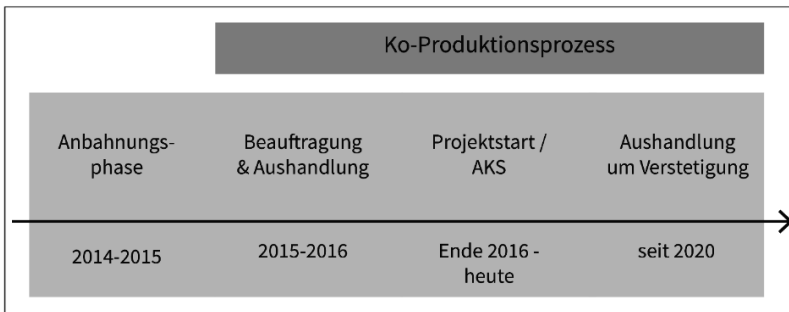 Ko-Produktionsprozess
Anbahnungs-
phase
Beauftragung
& Aushandlung
Projektstart /
AKS
Aushandlung
um Verstetigung
2014-2015
2015-2016
Ende 2016 -
heute
seit 2020